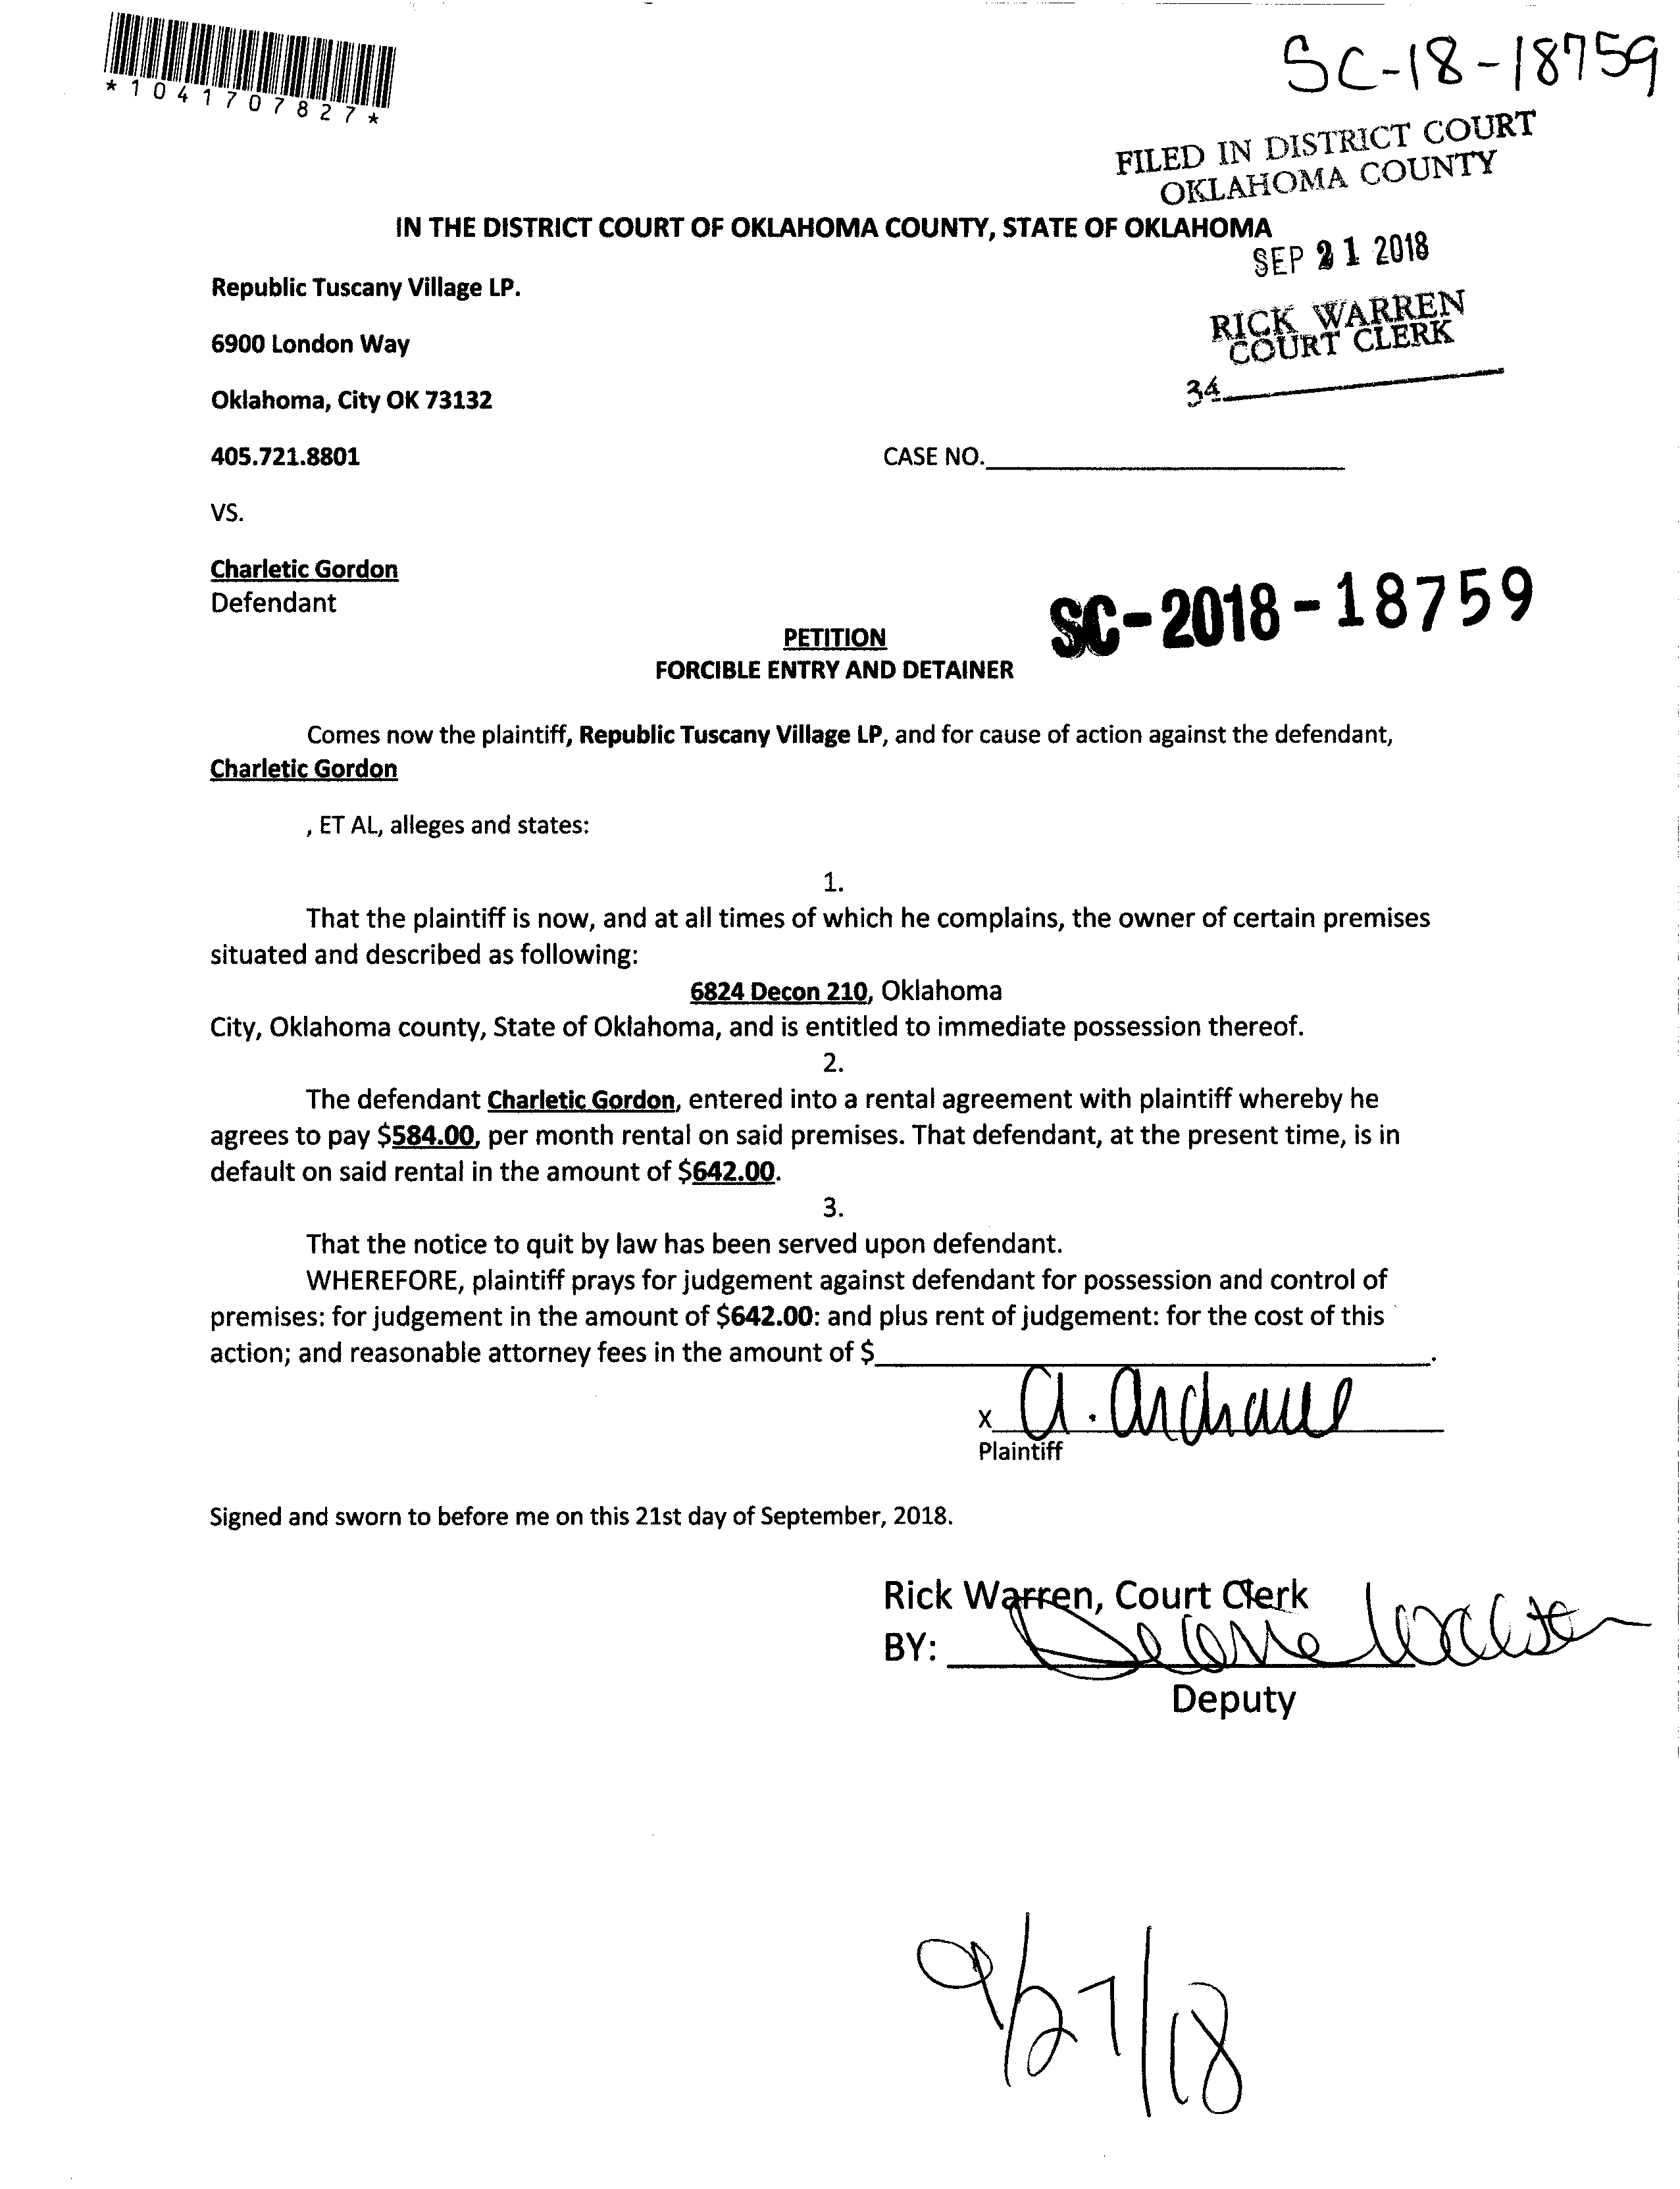 *1041707827*
SC-18-18759
FILED IN DISTRICT COURT
OKLAHOMA COUNTY
IN THE DISTRICT COURT OF OKLAHOMA COUNTY, STATE OF OKLAHOMA
SEP 21 2018
Republic Tuscany Village LP.
RICK WARREN
COURT CLERK
6900 London Way
34
Oklahoma, City OK 73132
405.721.8801
CASE NO.
VS.
Charletic Gordon
Defendant
SC-2018-18759
PETITION
FORCIBLE ENTRY AND DETAINER
Comes now the plaintiff, Republic Tuscany Village LP, and for cause of action against the defendant,
Charletic Gordon
, ET AL, alleges and states:
1.
That the plaintiff is now, and at all times of which he complains, the owner of certain premises
situated and described as following:
6824 Decon 210, Oklahoma
City, Oklahoma county, State of Oklahoma, and is entitled to immediate possession thereof.
2.
The defendant Charletic Gordon, entered into a rental agreement with plaintiff whereby he
agrees to pay $584.00, per month rental on said premises. That defendant, at the present time, is in
default on said rental in the amount of $642.00.
3.
That the notice to quit by law has been served upon defendant.
WHEREFORE, plaintiff prays for judgement against defendant for possession and control of
premises: for judgement in the amount of $642.00: and plus rent of judgement: for the cost of this
action; and reasonable attorney fees in the amount of $ .
X
Plaintiff
Signed and sworn to before me on this 21st day of September, 2018.
Rick Warren, Court Clerk
BY:
Deputy
9/27/18